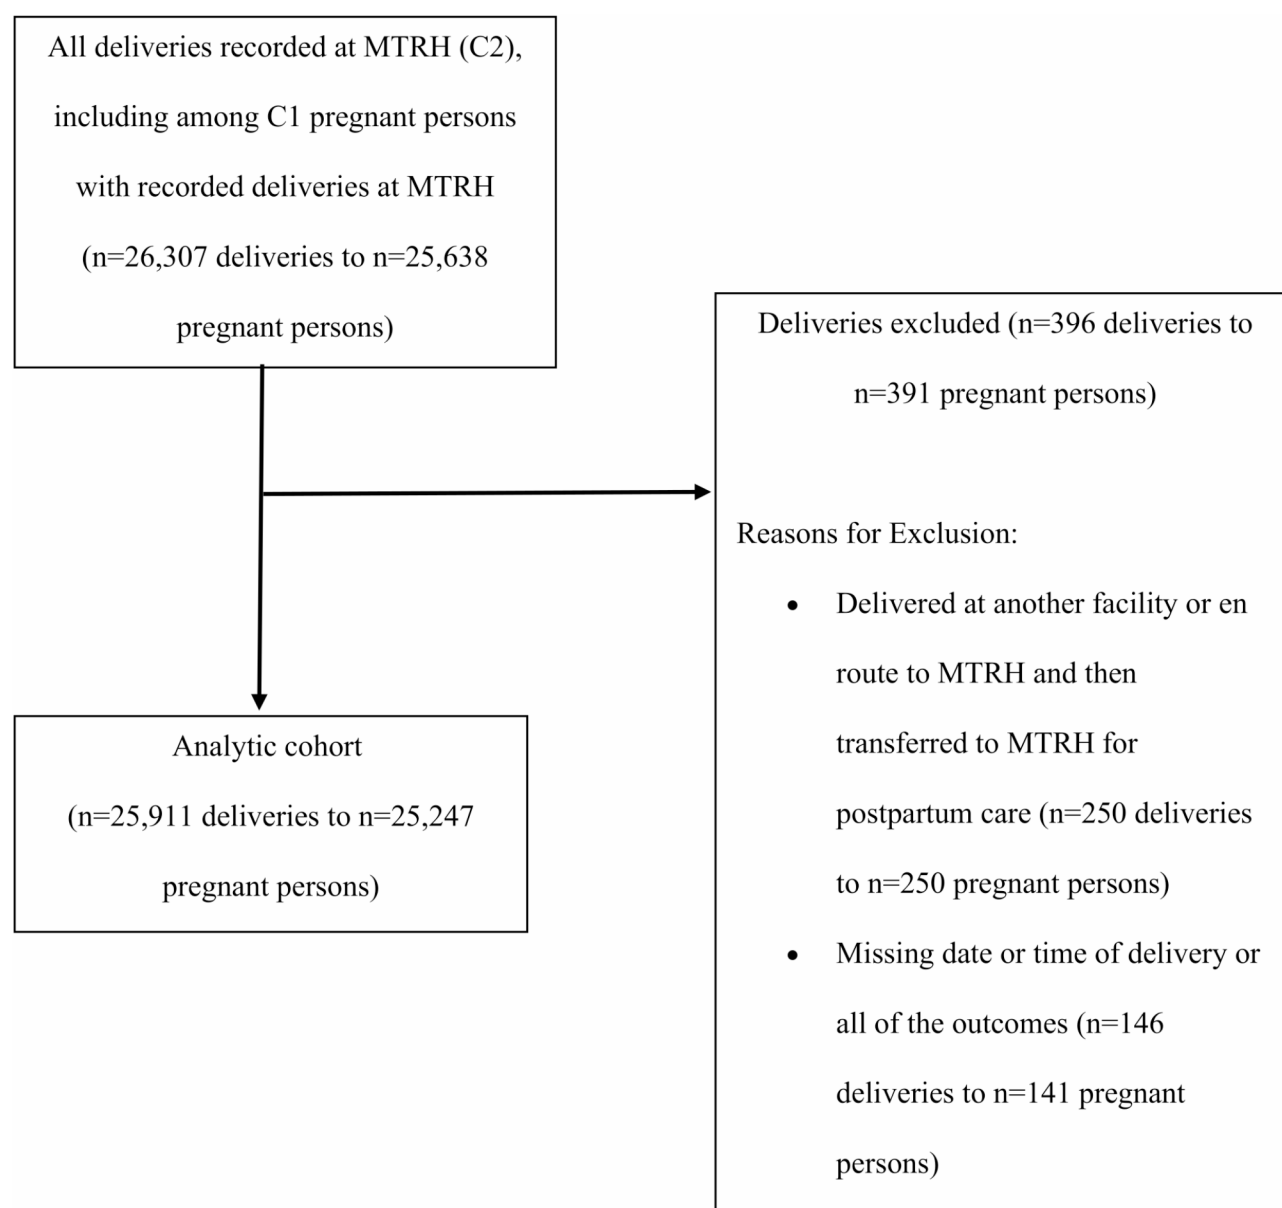 All deliveries recorded at MTRH (C2),
including among C1 pregnant persons
with recorded deliveries at MTRH
(n=26,307 deliveries to n=25,638
pregnant persons)
Deliveries excluded (n=396 deliveries to
n=391 pregnant persons)
Reasons for Exclusion:
• Delivered at another facility or en
route to MTRH and then
transferred to MTRH for
postpartum care (n=250 deliveries
to n=250 pregnant persons)
• Missing date or time of delivery or
all of the outcomes (n=146
deliveries to n=141 pregnant
persons)
Analytic cohort
(n=25,911 deliveries to n=25,247
pregnant persons)